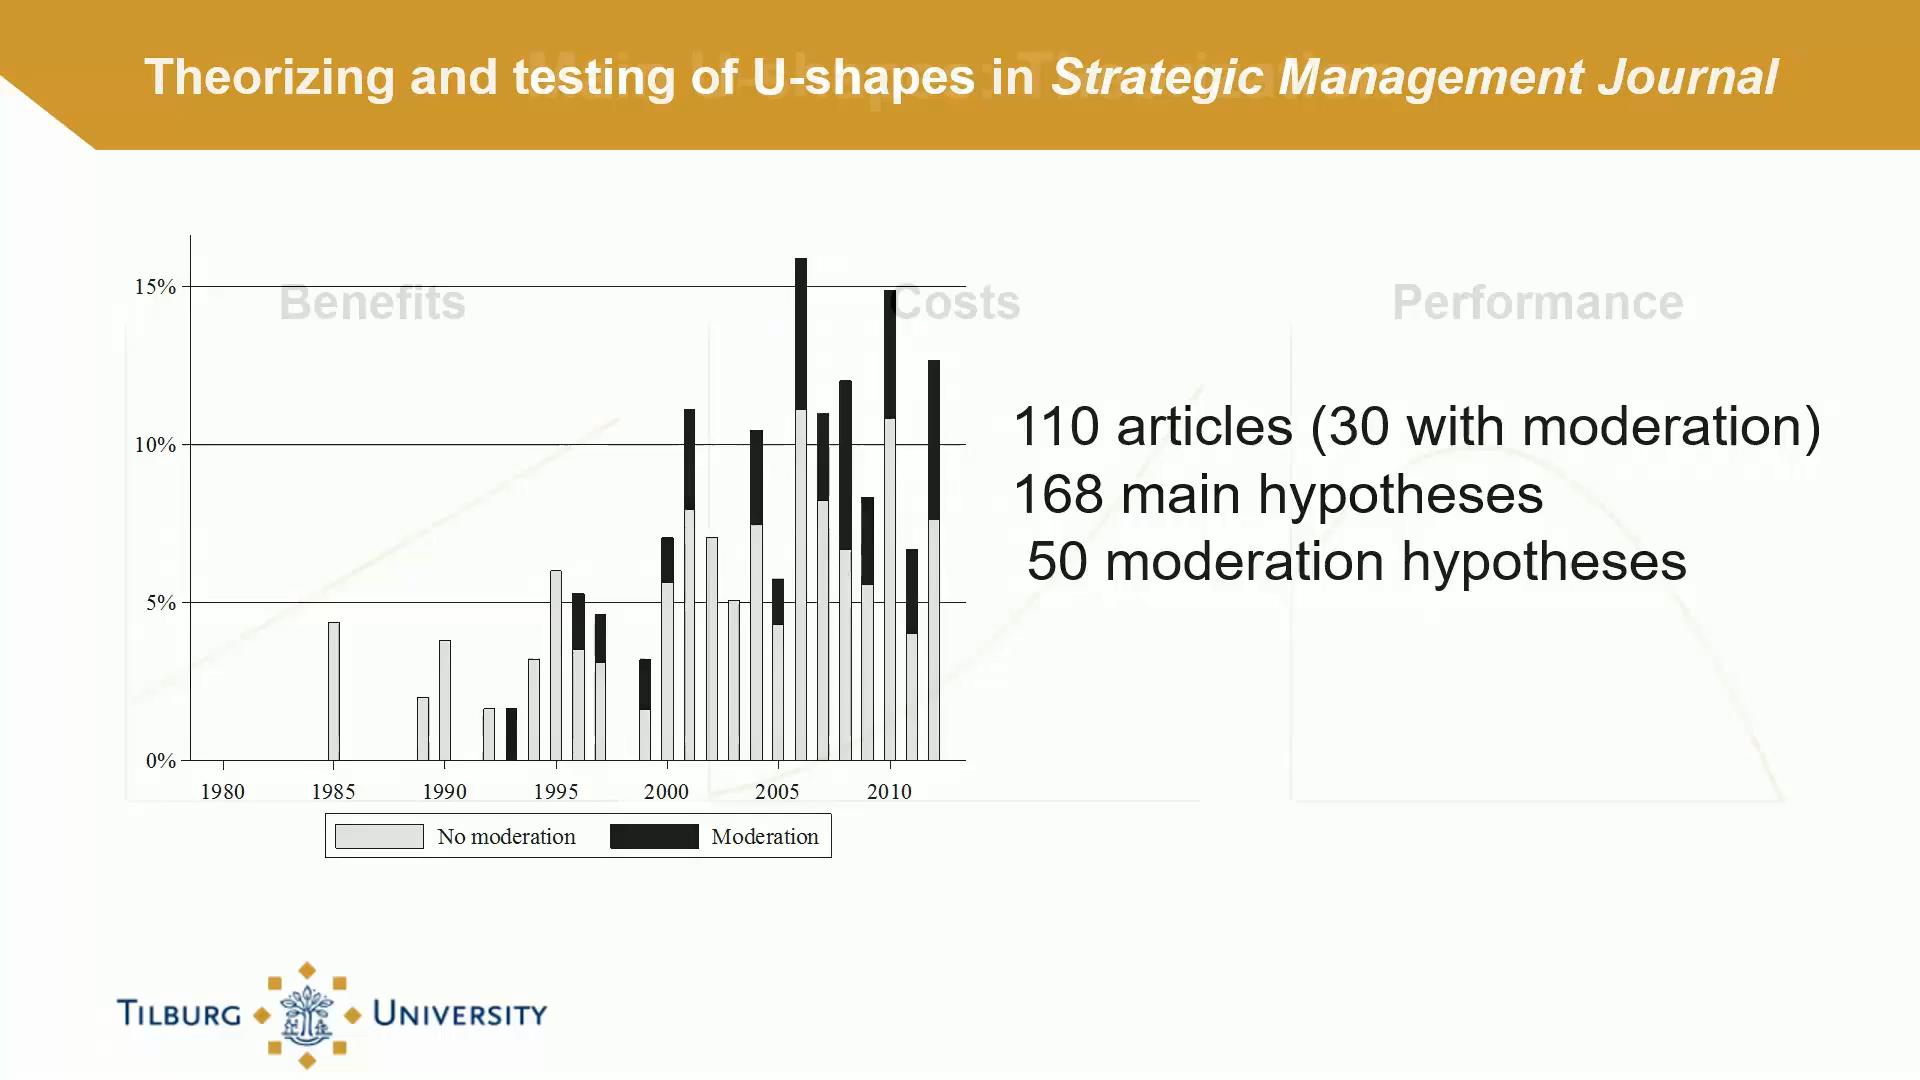 Theorizing and testing of U-shapes in Strategic Management Journal
Benefits
Costs
Performance
15%
10%
5%
0%
1980 1985 1990 1995 2000 2005 2010
No moderation
Moderation
110 articles (30 with moderation)
168 main hypotheses
50 moderation hypotheses
TILBURG UNIVERSITY